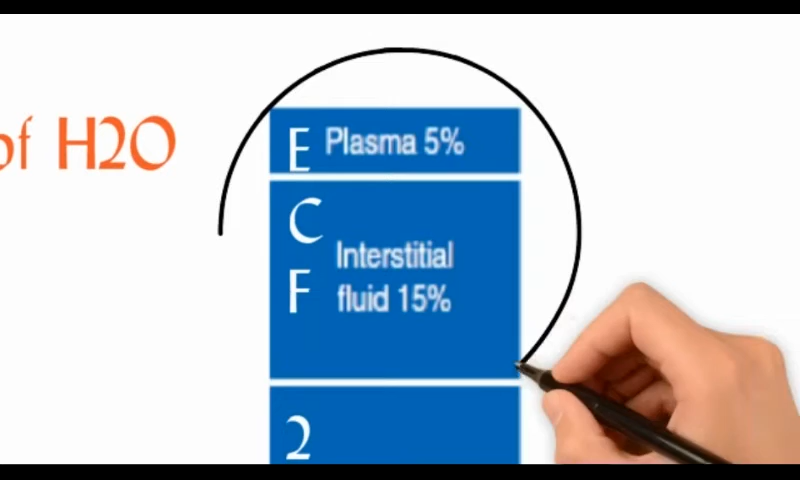 of H2O
E Plasma 5%
C
Interstitial
F fluid 15%
2